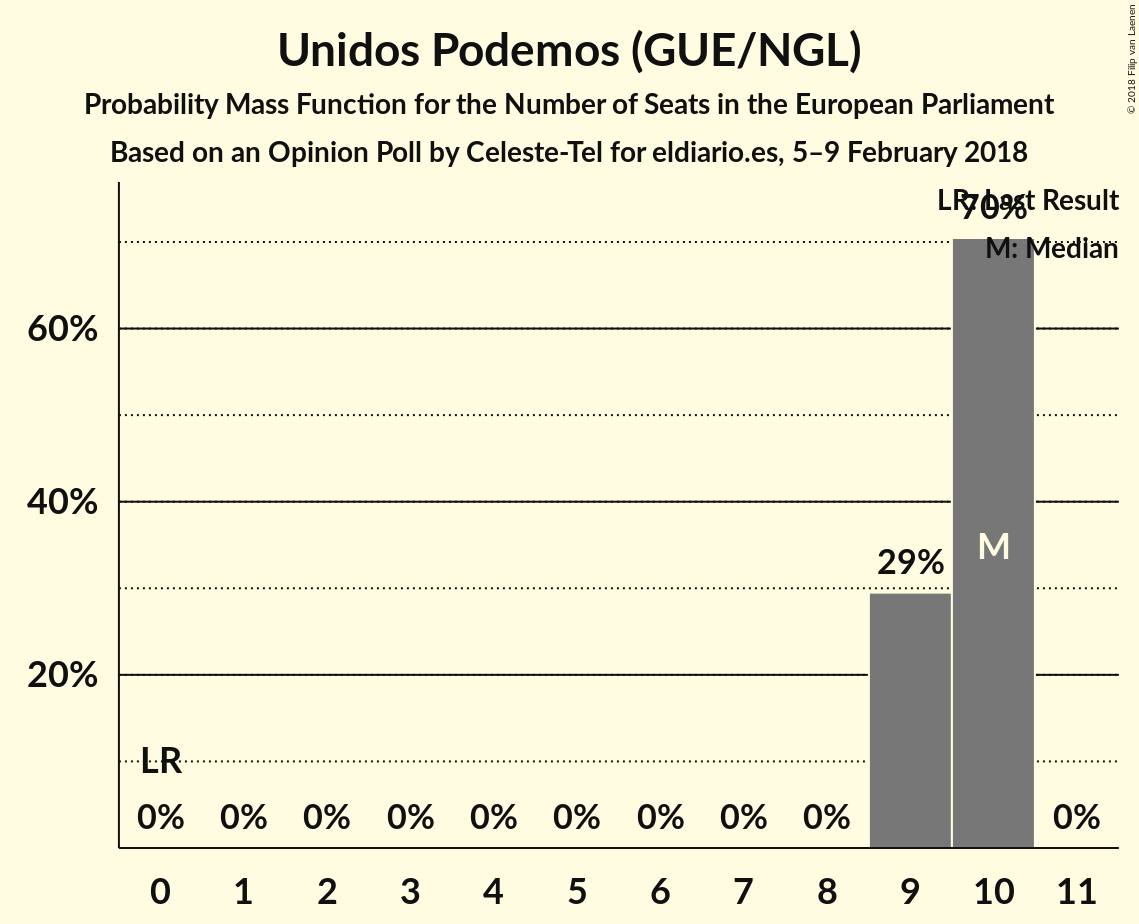 Unidos Podemos (GUE/NGL)
Probability Mass Function for the Number of Seats in the European Parliament
Based on an Opinion Poll by Celeste-Tel for eldiario.es, 5–9 February 2018
© 2018 Filip van Laenen
LR: Last Result
70%
M: Median
60%
40%
M
29%
20%
LR
0% 0% 0% 0% 0% 0% 0% 0% 0% 0%
0 1 2 3 4 5 6 7 8 9 10 11